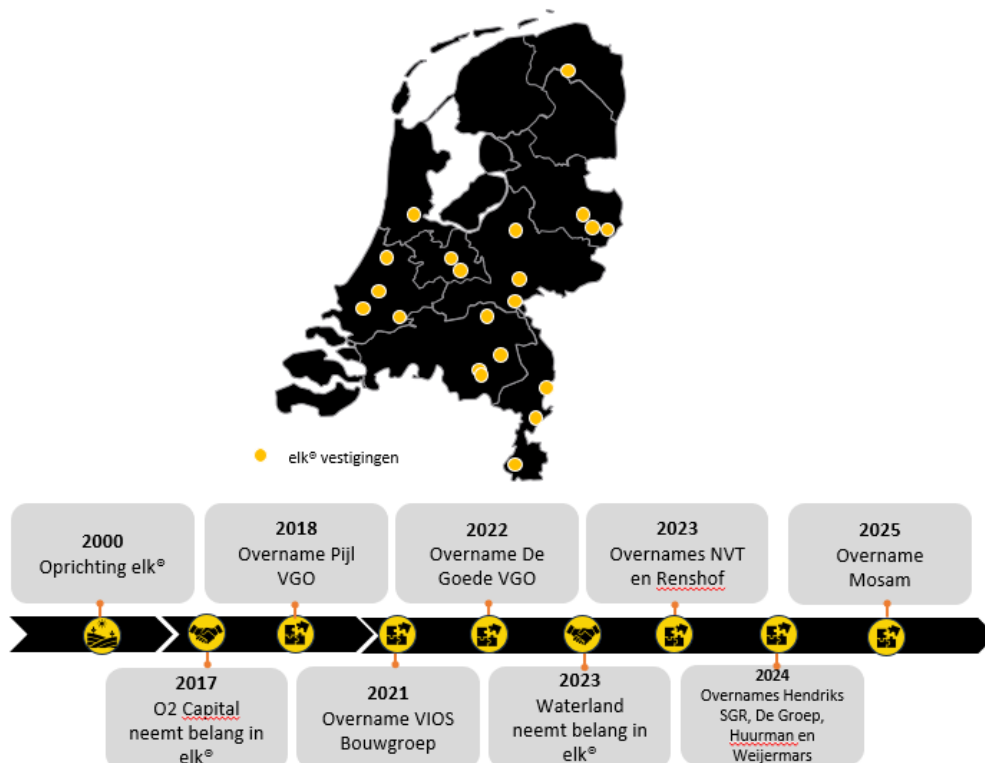 elk® vestigingen
2000
Oprichting elk®
2018
Overname Pijl
VGO
2022
Overname De
Goede VGO
2023
Overnames NVT
en Renshof
2025
Overname
Mosam
2017
O2 Capital
neemt belang in
elk®
2021
Overname VIOS
Bouwgroep
2023
Waterland
neemt belang in
elk®
2024
Overnames Hendriks
SGR, De Groep,
Huurman en
Weijermars